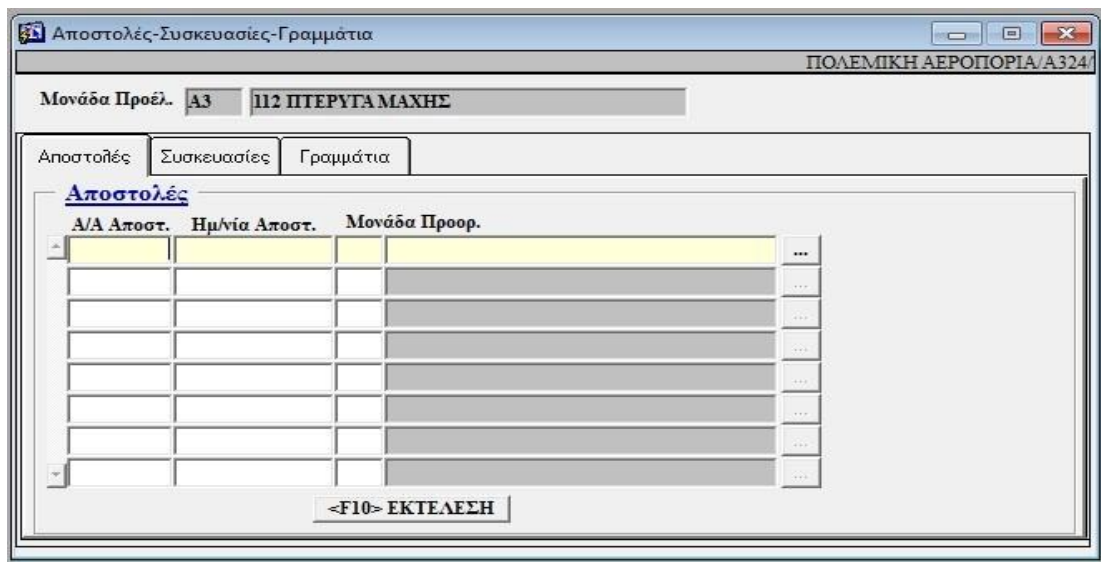 Αποστολές-Συσκευασίες-Γραμμάτια
ΠΟΛΕΜΙΚΗ ΑΕΡΟΠΟΡΙΑ/Α324/
Μονάδα Προέλ. Α3 112 ΠΤΕΡΥΓΑ ΜΑΧΗΣ
Αποστολές Συσκευασίες Γραμμάτια
Αποστολές
Α/Α Αποστ. Ημ/νία Αποστ. Μονάδα Προορ.
...
...
...
...
...
...
...
...
<F10> ΕΚΤΕΛΕΣΗ